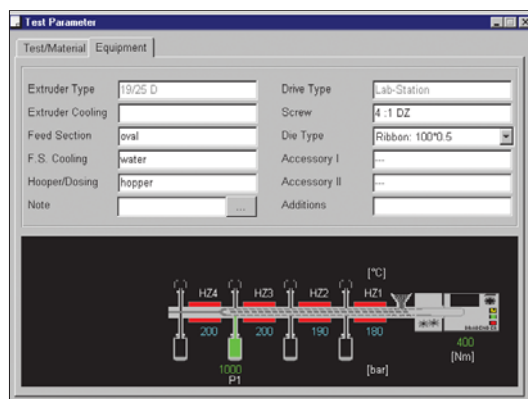 Test Parameter
Test/Material Equipment
Extruder Type 19/25 D Drive Type Lab-Station
Extruder Cooling Screw 4 :1 DZ
Feed Section oval Die Type Ribbon: 100*0.5
F.S. Cooling water Accessory I ---
Hooper/Dosing hopper Accessory II ---
Note ... Additions
[°C]
HZ4 HZ3 HZ2 HZ1
200 200 190 180
400
1000 [bar] [Nm]
P1